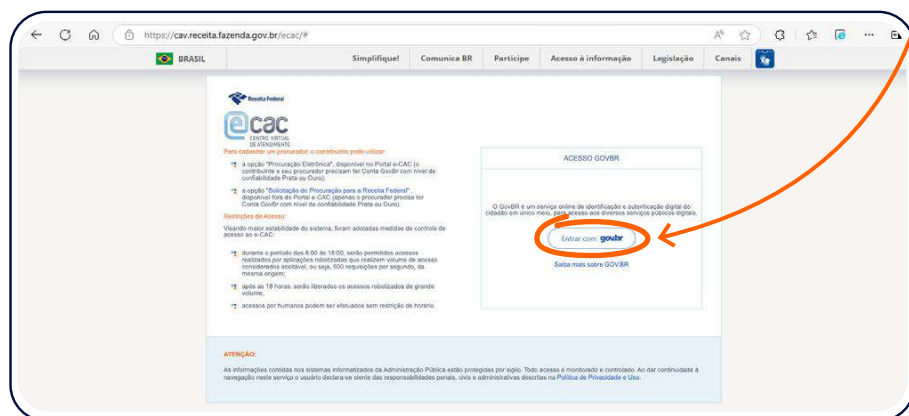 https://cav.receita.fazenda.gov.br/ecac/#
BRASIL Simplifique! Comunica BR Participe Acesso à informação Legislação Canais
Receita Federal
ecac
CENTRO VIRTUAL
DE ATENDIMENTO
Para cadastrar um procurador, o contribuinte pode utilizar:
a opção "Procuração Eletrônica", disponível no Portal e-CAC (o
contribuinte e seu procurador precisam ter Conta GovBr com nível de
confiabilidade Prata ou Ouro).
a opção "Solicitação de Procuração para a Receita Federal",
disponível fora do Portal e-CAC (apenas o procurador precisa ter
Conta GovBr com nível de confiabilidade Prata ou Ouro).
Restrições de Acesso:
Visando maior estabilidade do sistema, foram adotadas medidas de controle de
acesso ao e-CAC:
durante o período das 8:00 às 18:00, serão permitidos acessos
realizados por aplicações robotizadas que realizem volume de acesso
considerados aceitável, ou seja, 500 requisições por segundo, da
mesma origem;
após as 18 horas, serão liberados os acessos robotizados de grande
volume;
acessos por humanos podem ser efetuados sem restrição de horário.
ACESSO GOVBR
O GovBR é um serviço online de identificação e autenticação digital do
cidadão em único meio, para acesso aos diversos serviços públicos digitais.
Entrar com gov.br
Saiba mais sobre GOV.BR
ATENÇÃO:
As informações contidas nos sistemas informatizados da Administração Pública estão protegidas por sigilo. Todo acesso é monitorado e controlado. Ao dar continuidade à
navegação neste serviço o usuário declara-se ciente das responsabilidades penais, civis e administrativas descritas na Política de Privacidade e Uso.